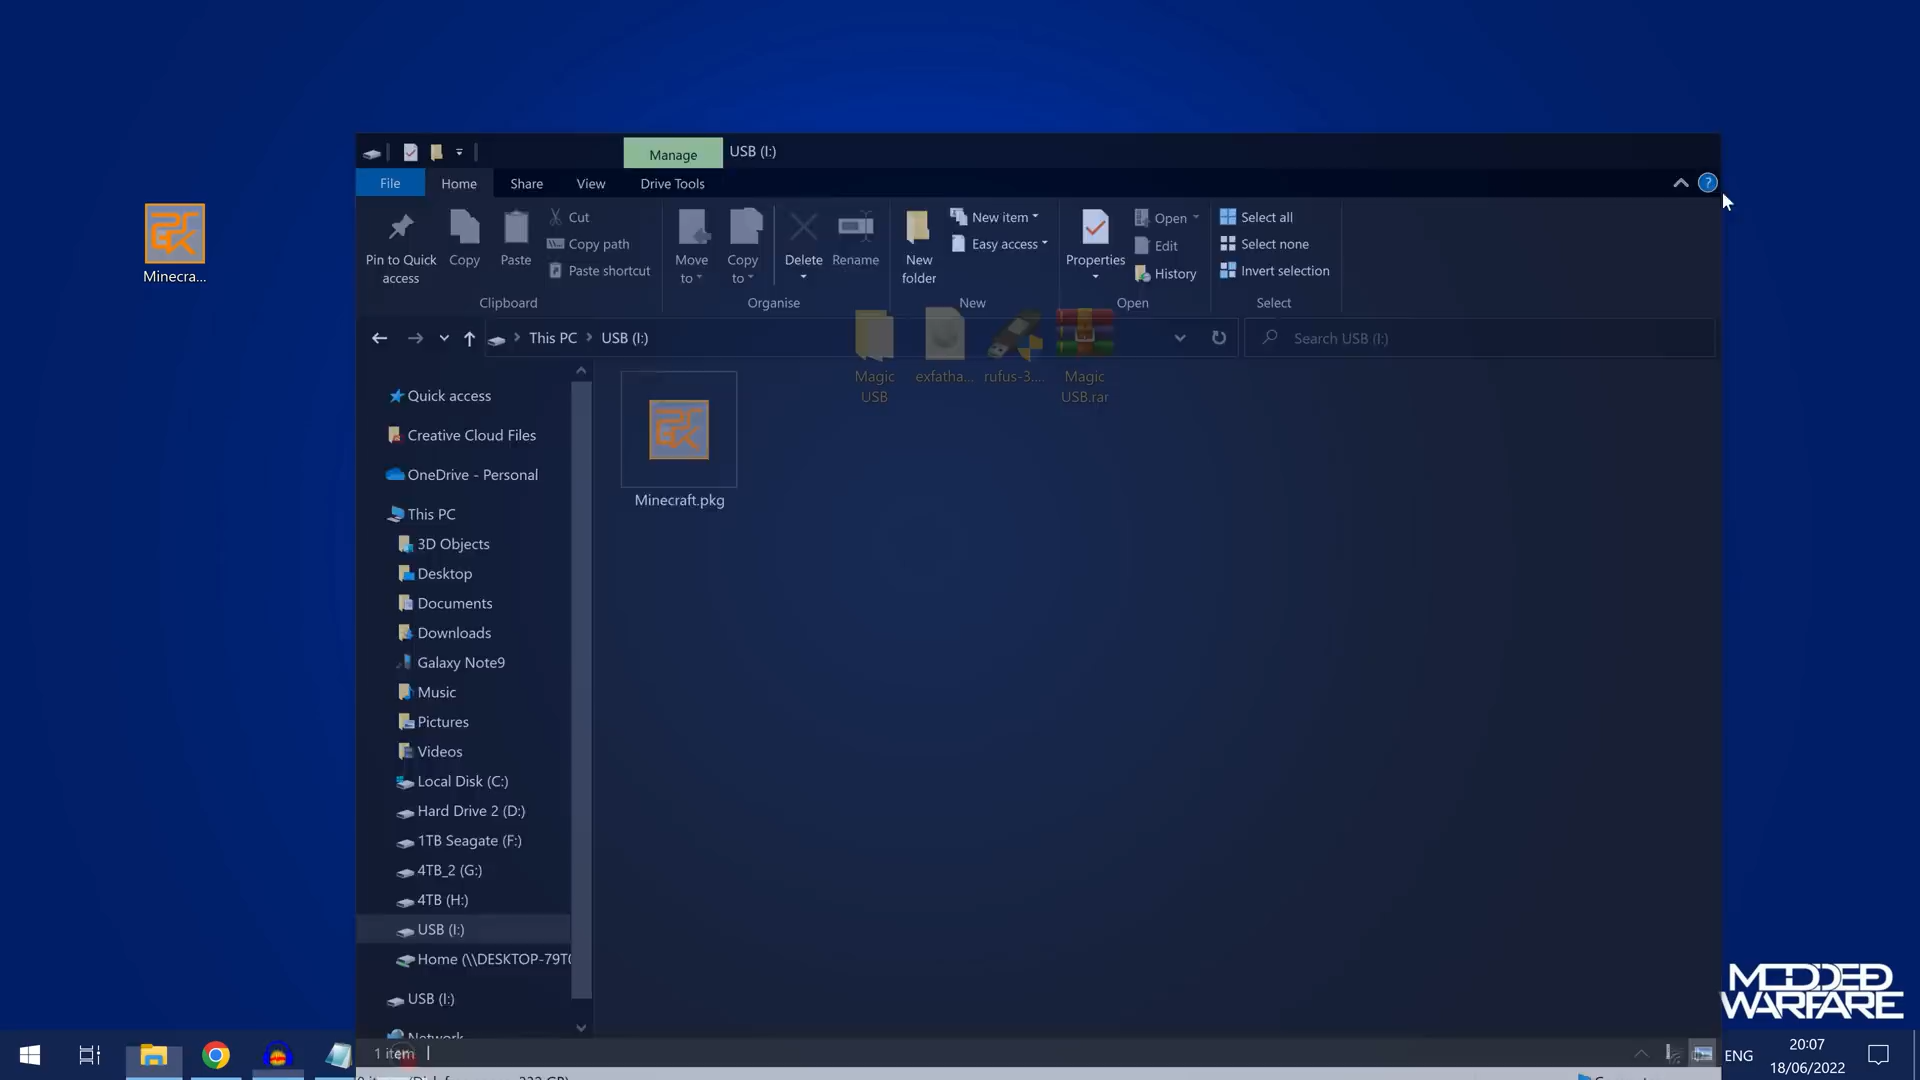 Manage
USB (I:)
File
Home
Share
View
Drive Tools
Pin to Quick
access
Copy
Paste
Cut
Copy path
Paste shortcut
Clipboard
Move
to
Copy
to
Delete
Rename
Organise
New
folder
New item
Easy access
New
Properties
Open
Edit
History
Open
Select all
Select none
Invert selection
Select
This PC
USB (I:)
Search USB (I:)
Minecra...
Magic
USB
exfatha...
rufus-3....
Magic
USB.rar
Minecraft.pkg
Quick access
Creative Cloud Files
OneDrive - Personal
This PC
3D Objects
Desktop
Documents
Downloads
Galaxy Note9
Music
Pictures
Videos
Local Disk (C:)
Hard Drive 2 (D:)
1TB Seagate (F:)
4TB_2 (G:)
4TB (H:)
USB (I:)
Home (\\DESKTOP-79T
USB (I:)
Network
1 item
MODDED
WARFARE
ENG
20:07
18/06/2022